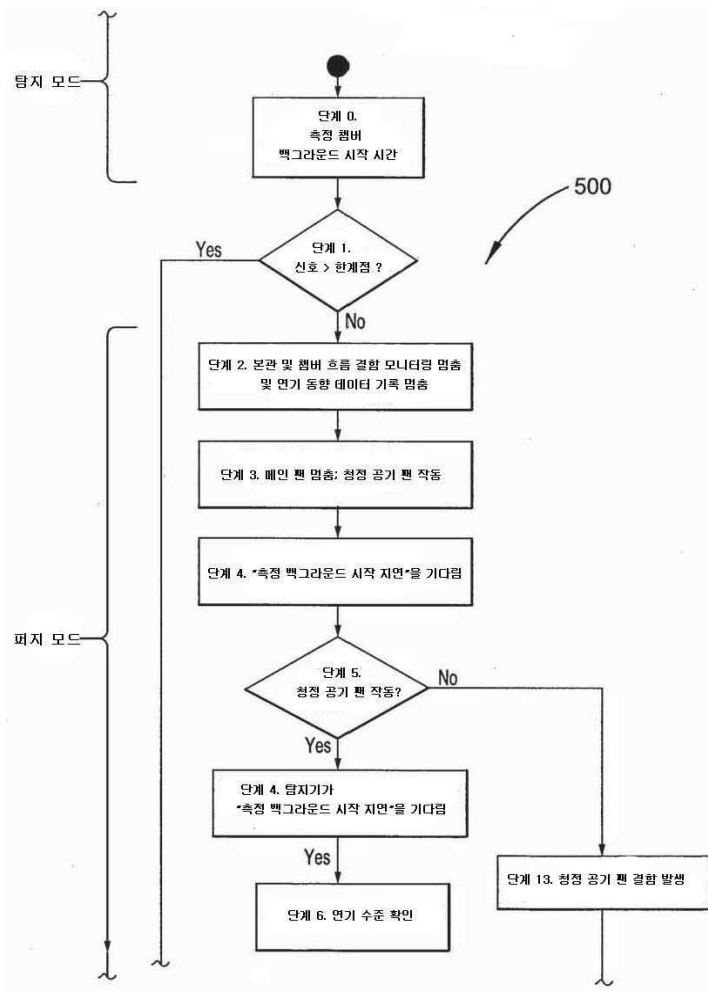 탐지 모드
단계 0.
측정 챔버
백그라운드 시작 시간
500
단계 1.
신호 > 한계점 ?
Yes
No
단계 2. 본관 및 챔버 흐름 결함 모니터링 멈춤
및 연기 동향 데이터 기록 멈춤
단계 3. 메인 팬 멈춤; 청정 공기 팬 작동
단계 4. "측정 백그라운드 시작 지연"을 기다림
퍼지 모드
단계 5.
청정 공기 팬 작동?
No
Yes
단계 4. 탐지기가
"측정 백그라운드 시작 지연"을 기다림
Yes
단계 13. 청정 공기 팬 결함 발생
단계 6. 연기 수준 확인